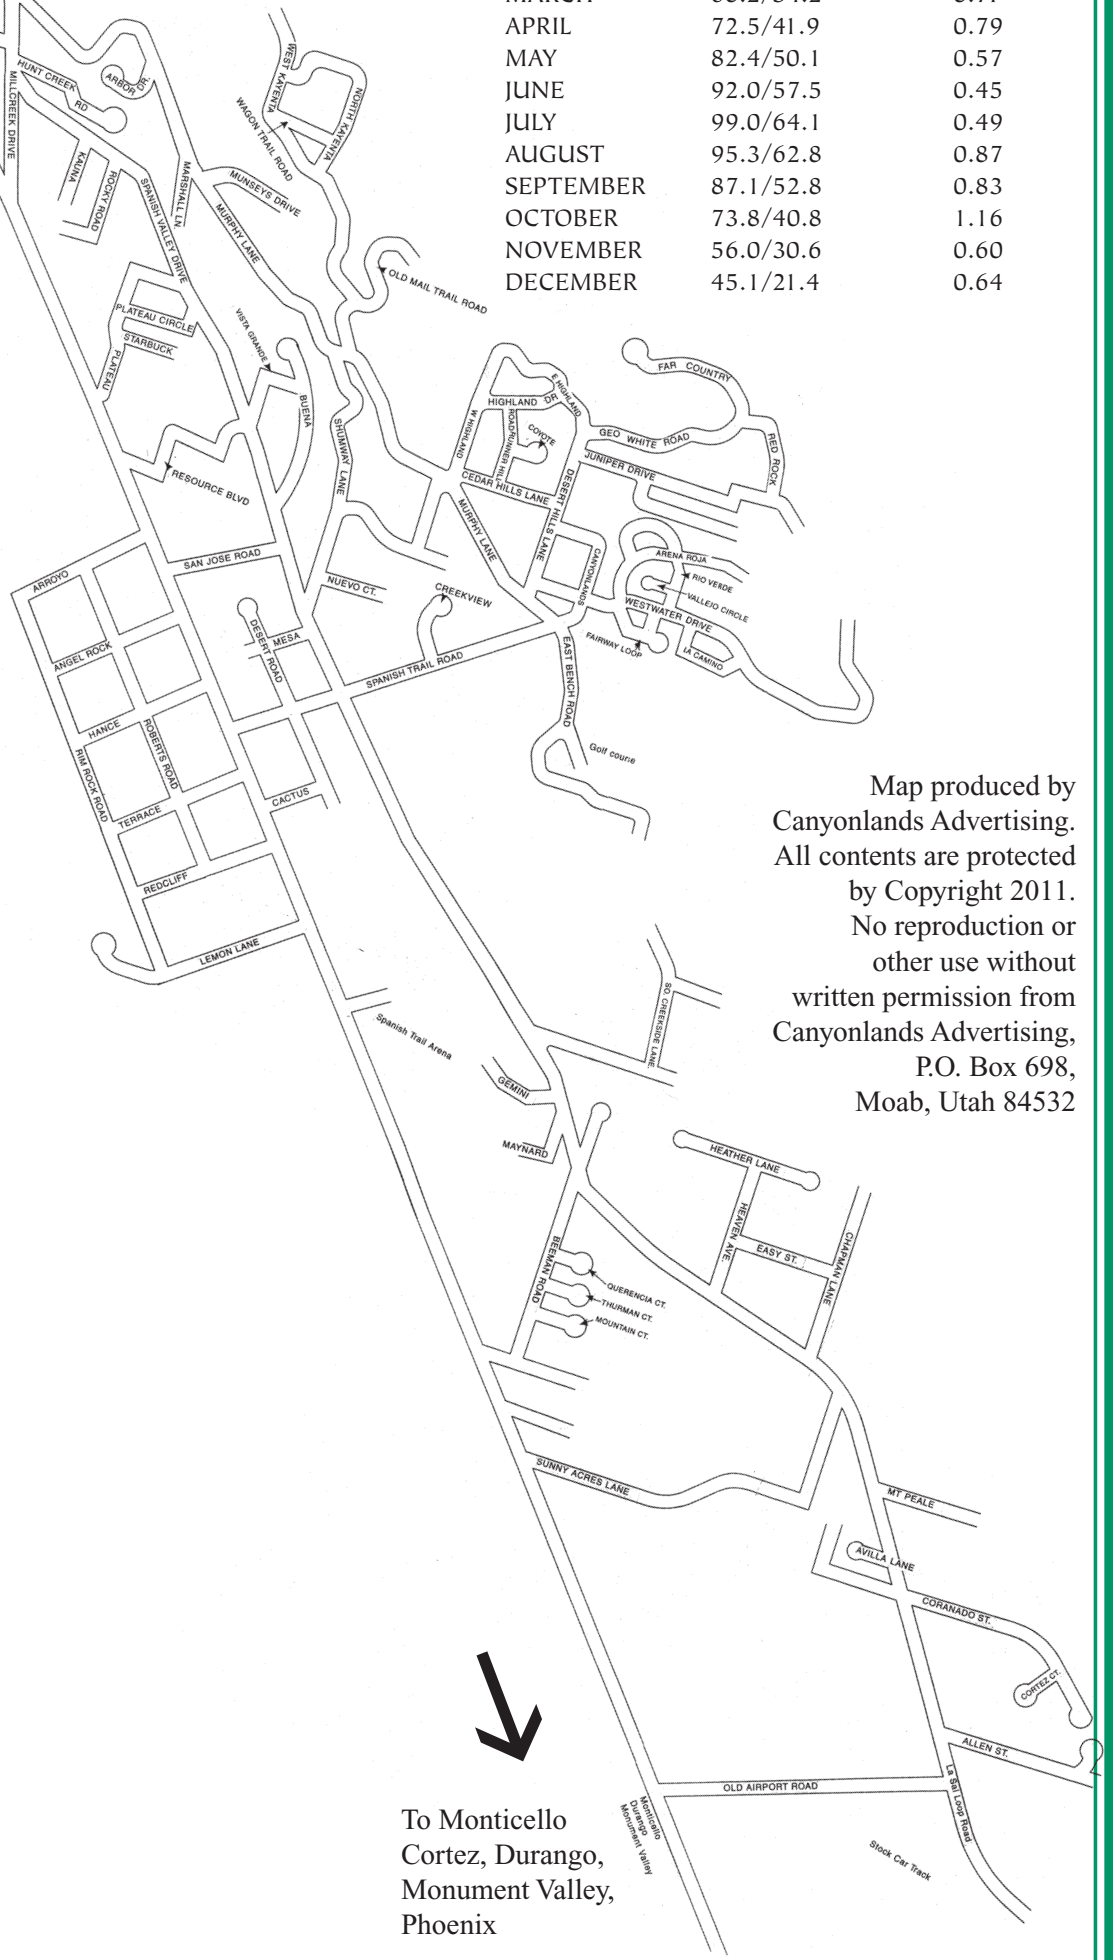 APRIL 72.5/41.9 0.79
MAY 82.4/50.1 0.57
JUNE 92.0/57.5 0.45
JULY 99.0/64.1 0.49
AUGUST 95.3/62.8 0.87
SEPTEMBER 87.1/52.8 0.83
OCTOBER 73.8/40.8 1.16
NOVEMBER 56.0/30.6 0.60
DECEMBER 45.1/21.4 0.64
HUNT CREEK
RD
ARBOR DR.
MILLCREEK DRIVE
WEST KAYENTA
NORTH KAYENTA
WAGON TRAIL ROAD
KALINA
ROCKY ROAD
SPANISH VALLEY DRIVE
MARSHALL LN.
MUNSEYS DRIVE
MURPHY LANE
OLD MAIL TRAIL ROAD
PLATEAU CIRCLE
STARBUCK
PLATEAU
VISTA GRANDE
BUENA
SHUMWAY LANE
RESOURCE BLVD
FAR COUNTRY
E HIGHLAND
HIGHLAND DR
W HIGHLAND
ROADRUNNER HILL
COYOTE
GEO WHITE ROAD
RED ROCK
JUNIPER DRIVE
CEDAR HILLS LANE
DESERT HILLS LANE
MURPHY LANE
CANYONLANDS
ARENA ROJA
RIO VERDE
VALLEJO CIRCLE
WESTWATER DRIVE
FAIRWAY LOOP
LA CAMINO
SAN JOSE ROAD
NUEVO CT.
CREEKVIEW
ARROYO
ANGEL ROCK
DESERT ROAD
MESA
SPANISH TRAIL ROAD
EAST BENCH ROAD
Golf course
HANCE
ROBERTS ROAD
RIM ROCK ROAD
TERRACE
CACTUS
REDCLIFF
LEMON LANE
Map produced by
Canyonlands Advertising.
All contents are protected
by Copyright 2011.
No reproduction or
other use without
written permission from
Canyonlands Advertising,
P.O. Box 698,
Moab, Utah 84532
SO. CREEKSIDE LANE
Spanish Trail Arena
GEMINI
MAYNARD
HEATHER LANE
HEAVEN AVE.
EASY ST.
CHAPMAN LANE
BEEMAN ROAD
QUERENCIA CT.
THURMAN CT.
MOUNTAIN CT.
SUNNY ACRES LANE
MT PEALE
AVILLA LANE
CORANADO ST.
CORTEZ CT.
ALLEN ST.
OLD AIRPORT ROAD
La Sal Loop Road
Stock Car Track
Monticello
Durango
Monument Valley
To Monticello
Cortez, Durango,
Monument Valley,
Phoenix